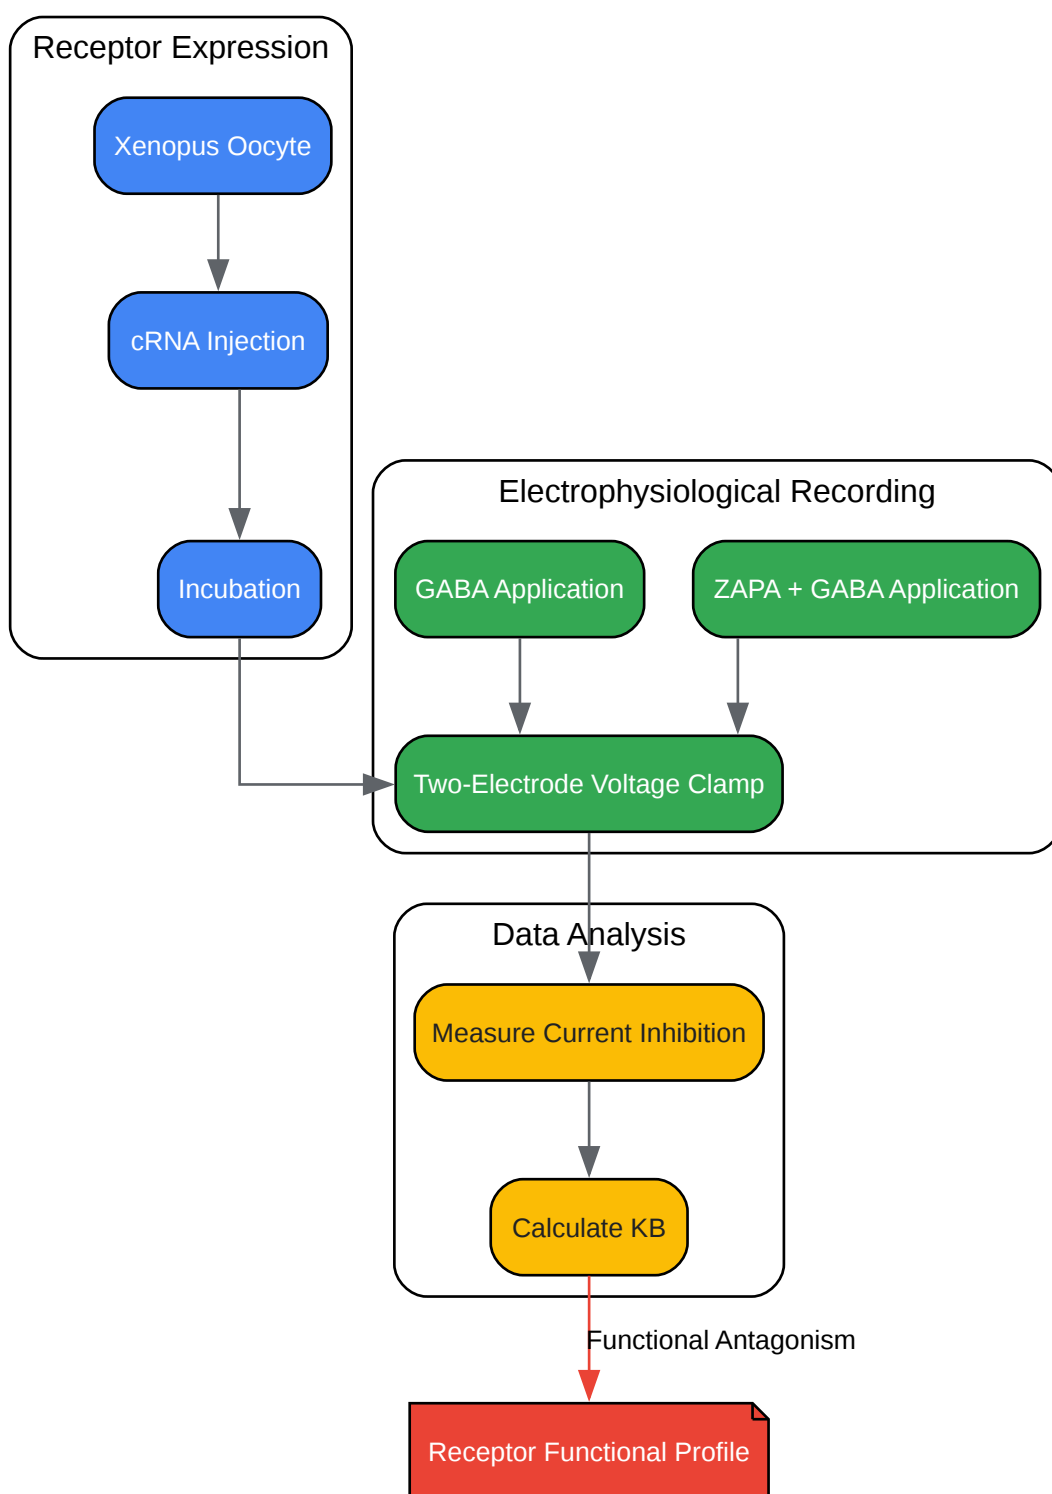 Receptor Expression
Xenopus Oocyte
cRNA Injection
Incubation
Electrophysiological Recording
GABA Application
ZAPA + GABA Application
Two-Electrode Voltage Clamp
Data Analysis
Measure Current Inhibition
Calculate KB
Functional Antagonism
Receptor Functional Profile